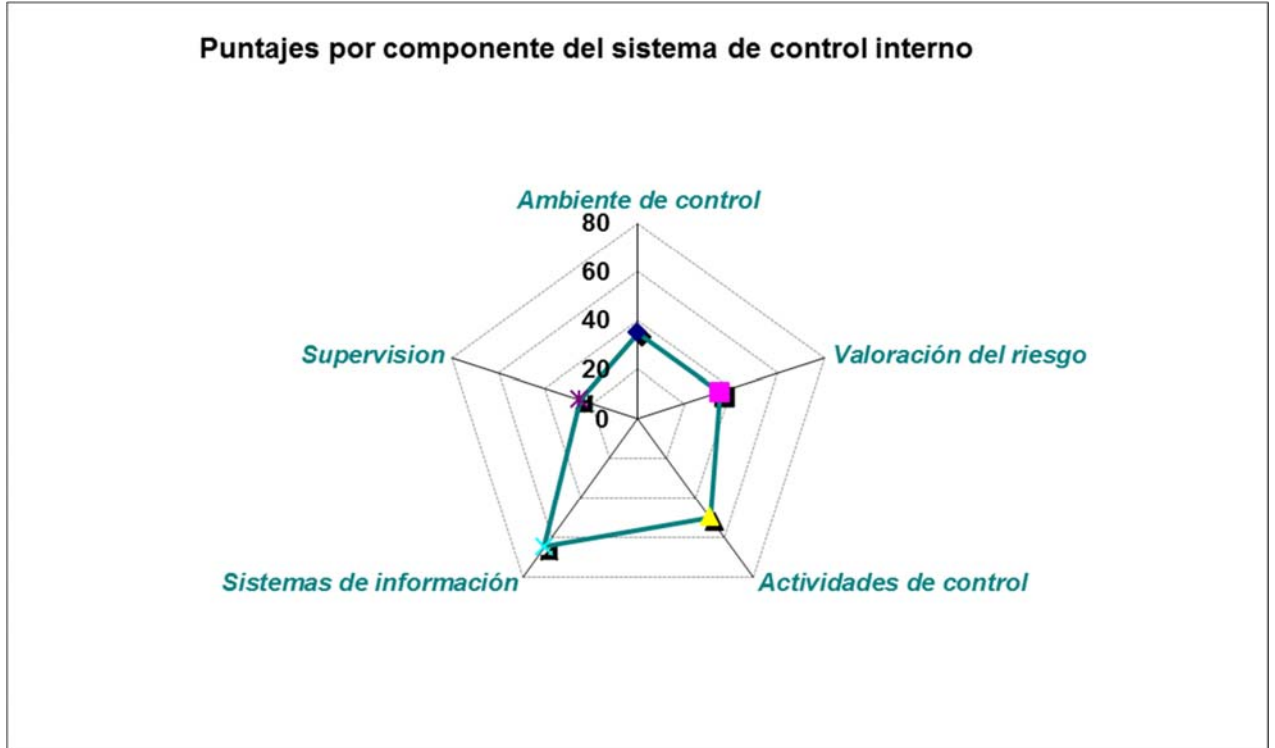 Puntajes por componente del sistema de control interno
Ambiente de control
80
60
40
20
0
Valoración del riesgo
Supervision
Sistemas de información
Actividades de control